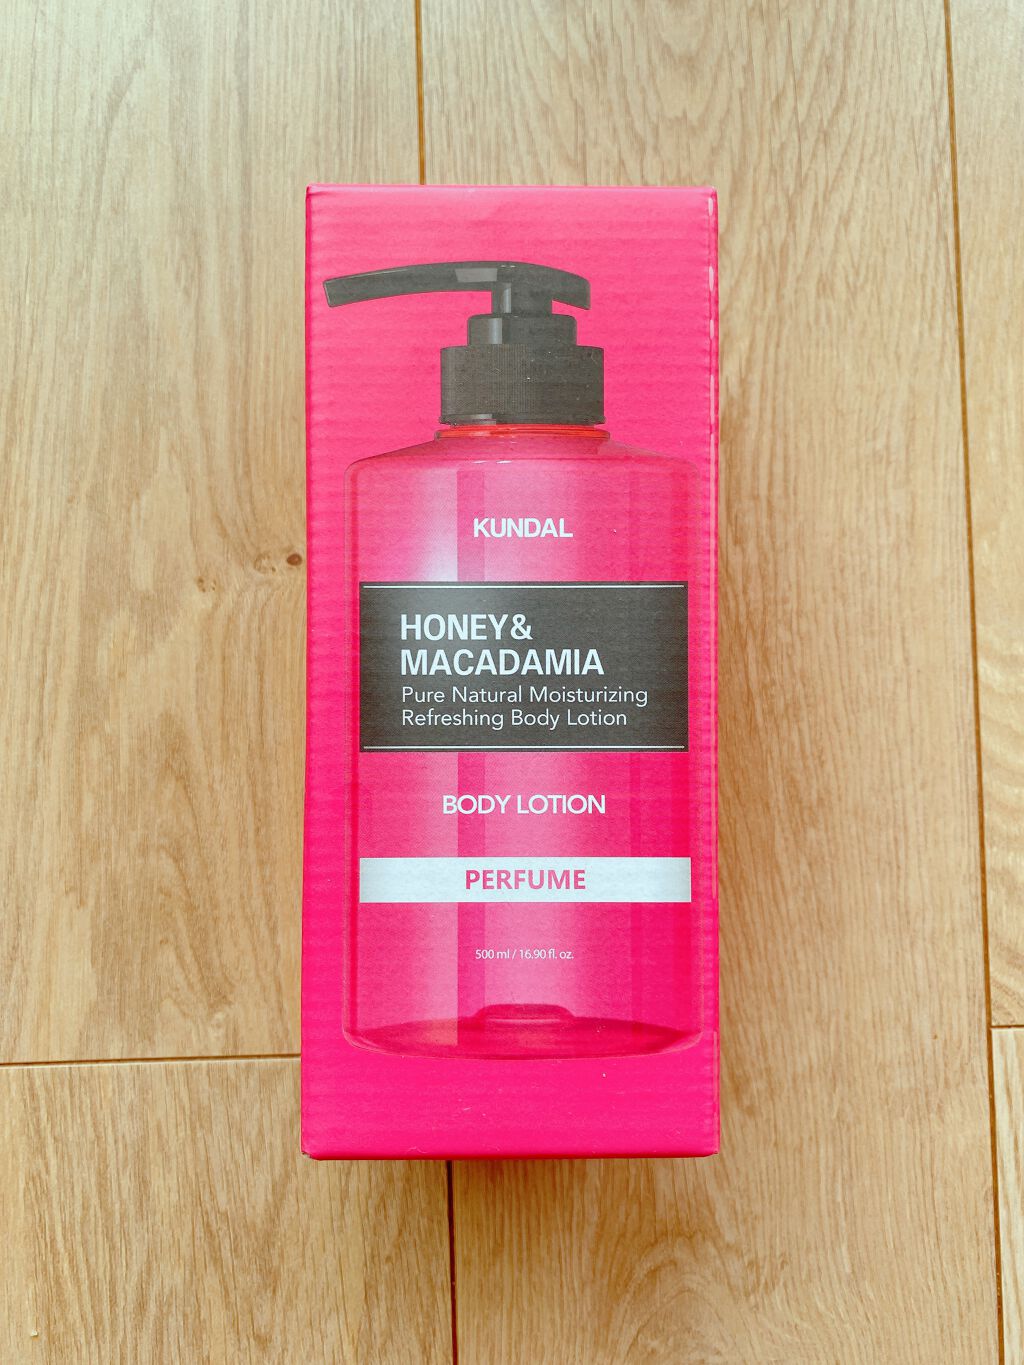 KUNDAL
HONEY&
MACADAMIA
Pure Natural Moisturizing
Refreshing Body Lotion
BODY LOTION
PERFUME
500 ml / 16.90 fl. oz.